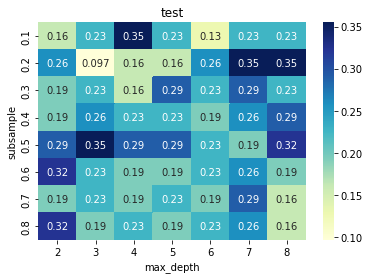 test
0.1 0.16 0.23 0.35 0.23 0.13 0.23 0.23
0.2 0.26 0.097 0.16 0.16 0.26 0.35 0.35
0.3 0.19 0.23 0.16 0.29 0.23 0.29 0.23
0.4 0.19 0.26 0.23 0.23 0.19 0.26 0.29
0.5 0.29 0.35 0.29 0.29 0.23 0.19 0.32
0.6 0.32 0.23 0.19 0.19 0.23 0.26 0.19
0.7 0.19 0.23 0.19 0.19 0.19 0.29 0.16
0.8 0.32 0.19 0.23 0.19 0.23 0.26 0.16
2 3 4 5 6 7 8
max_depth
subsample
0.35
0.30
0.25
0.20
0.15
0.10